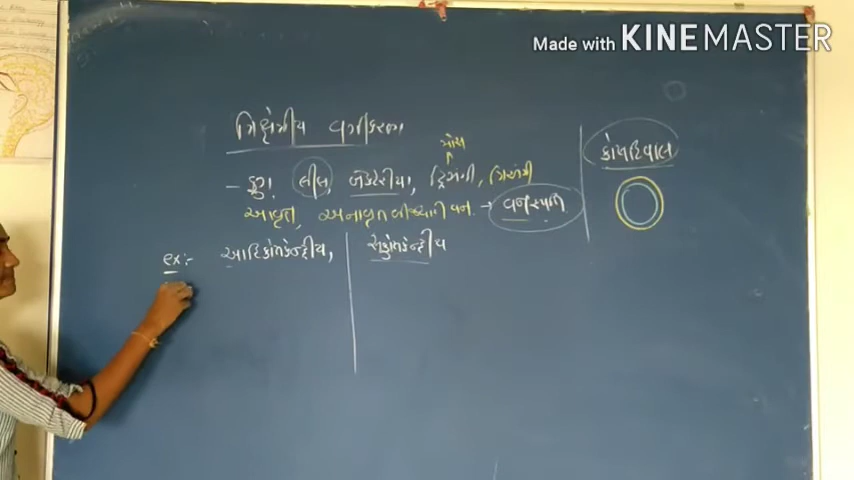 Made with KINEMASTER
વર્ગીકરણ
મોસ
કોષદિવાલ
- ફુગ, લીલ, બેક્ટેરીયા, દ્વિઅંગી, ત્રિઅંગી
આવૃત, અનાવૃત બીજધારી વન. → વનસ્પતી
ex:- આદિકોષકેન્દ્રીય, સુકોષકેન્દ્રીય